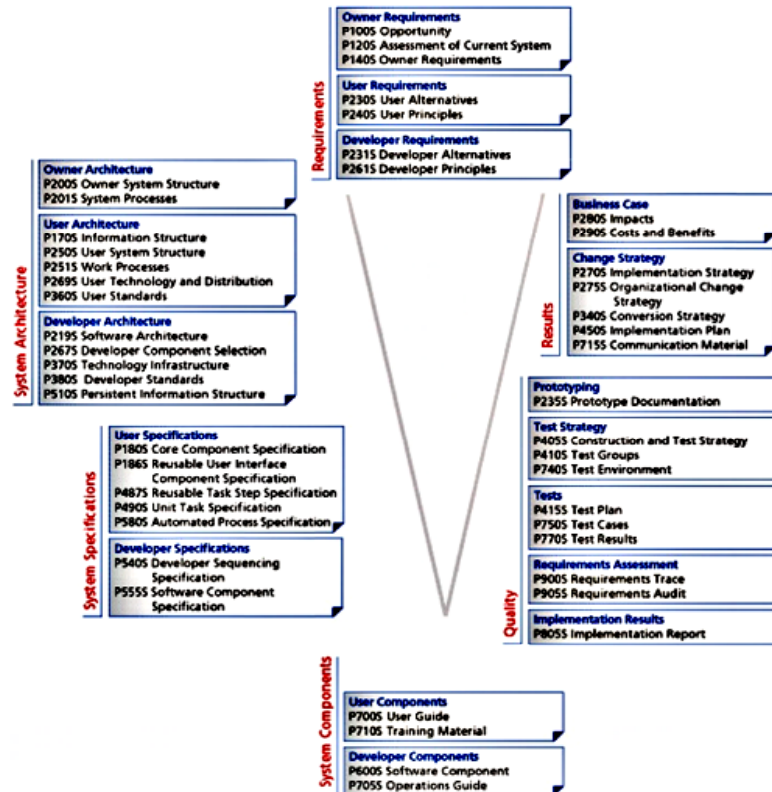 Requirements
Owner Requirements
P100S Opportunity
P120S Assessment of Current System
P140S Owner Requirements
User Requirements
P230S User Alternatives
P240S User Principles
Developer Requirements
P231S Developer Alternatives
P261S Developer Principles
System Architecture
Owner Architecture
P200S Owner System Structure
P201S System Processes
User Architecture
P170S Information Structure
P250S User System Structure
P251S Work Processes
P269S User Technology and Distribution
P360S User Standards
Developer Architecture
P219S Software Architecture
P267S Developer Component Selection
P370S Technology Infrastructure
P380S Developer Standards
P510S Persistent Information Structure
System Specifications
User Specifications
P180S Core Component Specification
P186S Reusable User Interface
Component Specification
P487S Reusable Task Step Specification
P490S Unit Task Specification
P580S Automated Process Specification
Developer Specifications
P540S Developer Sequencing
Specification
P555S Software Component
Specification
Results
Business Case
P280S Impacts
P290S Costs and Benefits
Change Strategy
P270S Implementation Strategy
P275S Organizational Change
Strategy
P340S Conversion Strategy
P450S Implementation Plan
P715S Communication Material
Quality
Prototyping
P235S Prototype Documentation
Test Strategy
P405S Construction and Test Strategy
P410S Test Groups
P740S Test Environment
Tests
P415S Test Plan
P750S Test Cases
P770S Test Results
Requirements Assessment
P900S Requirements Trace
P905S Requirements Audit
Implementation Results
P805S Implementation Report
System Components
User Components
P700S User Guide
P710S Training Material
Developer Components
P600S Software Component
P705S Operations Guide